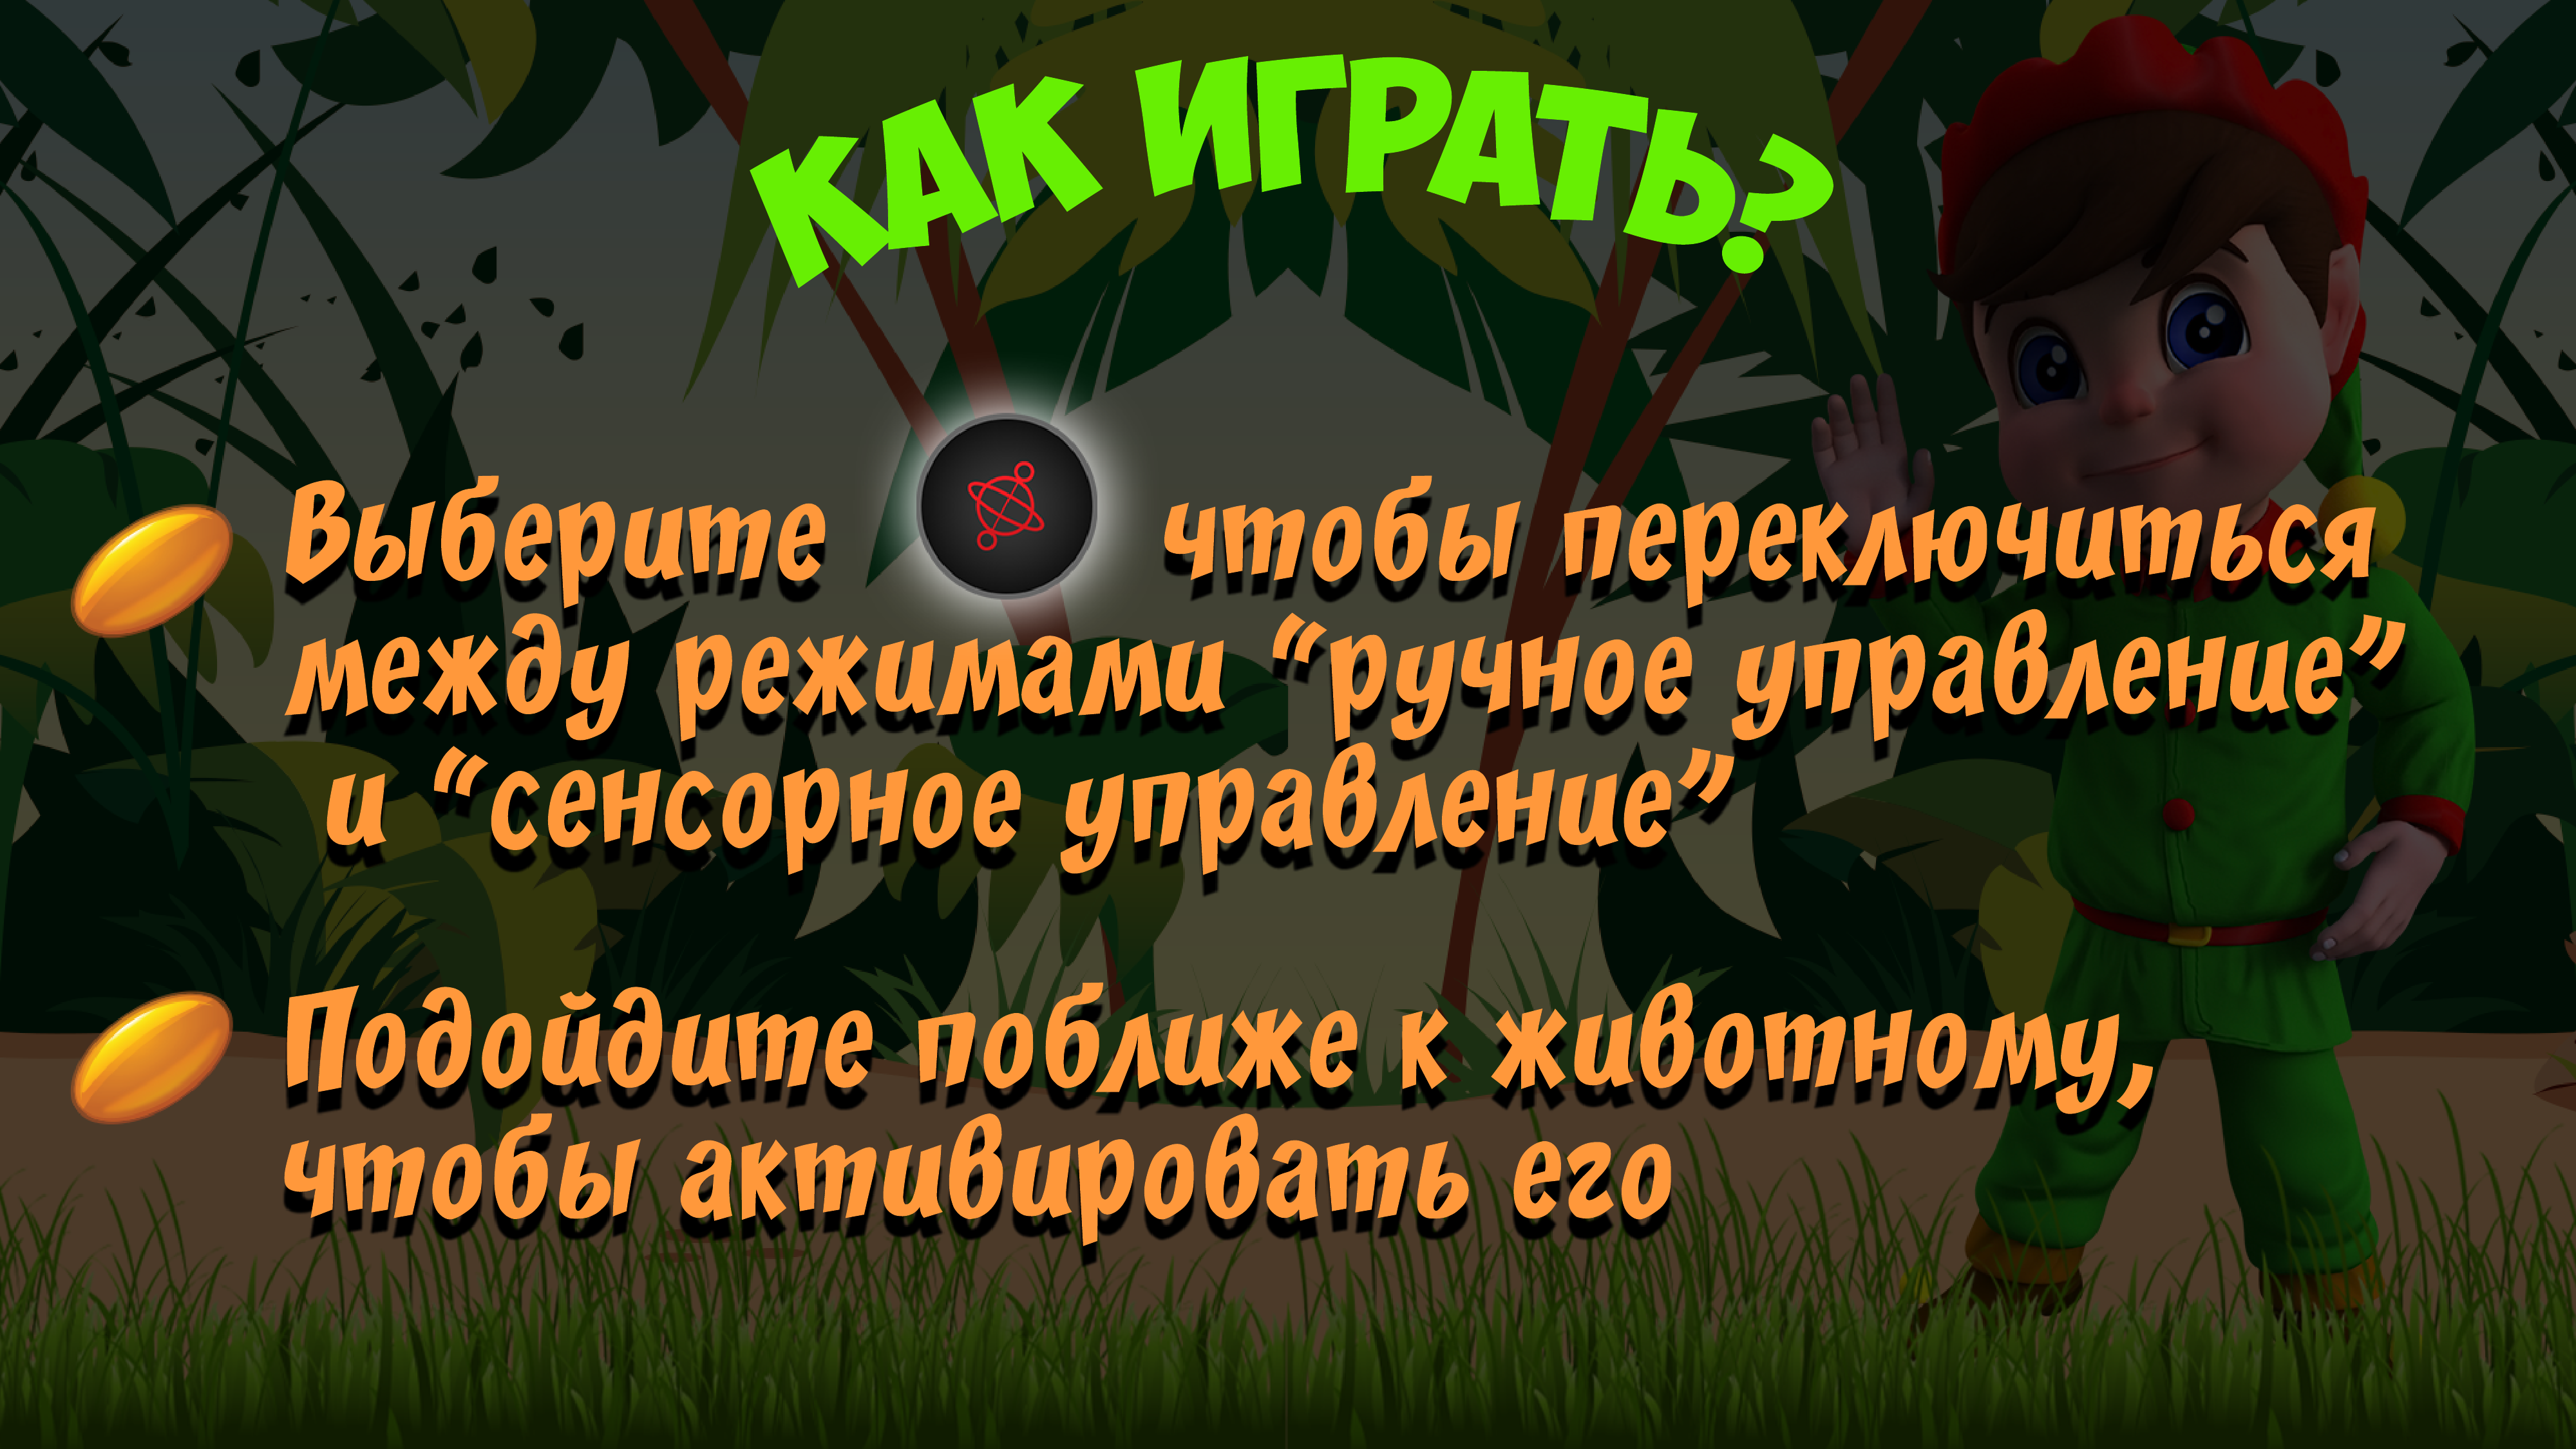 КАК ИГРАТЬ?
Выберите чтобы переключиться
между режимами “ручное управление”
и “сенсорное управление”
Подойдите поближе к животному,
чтобы активировать его